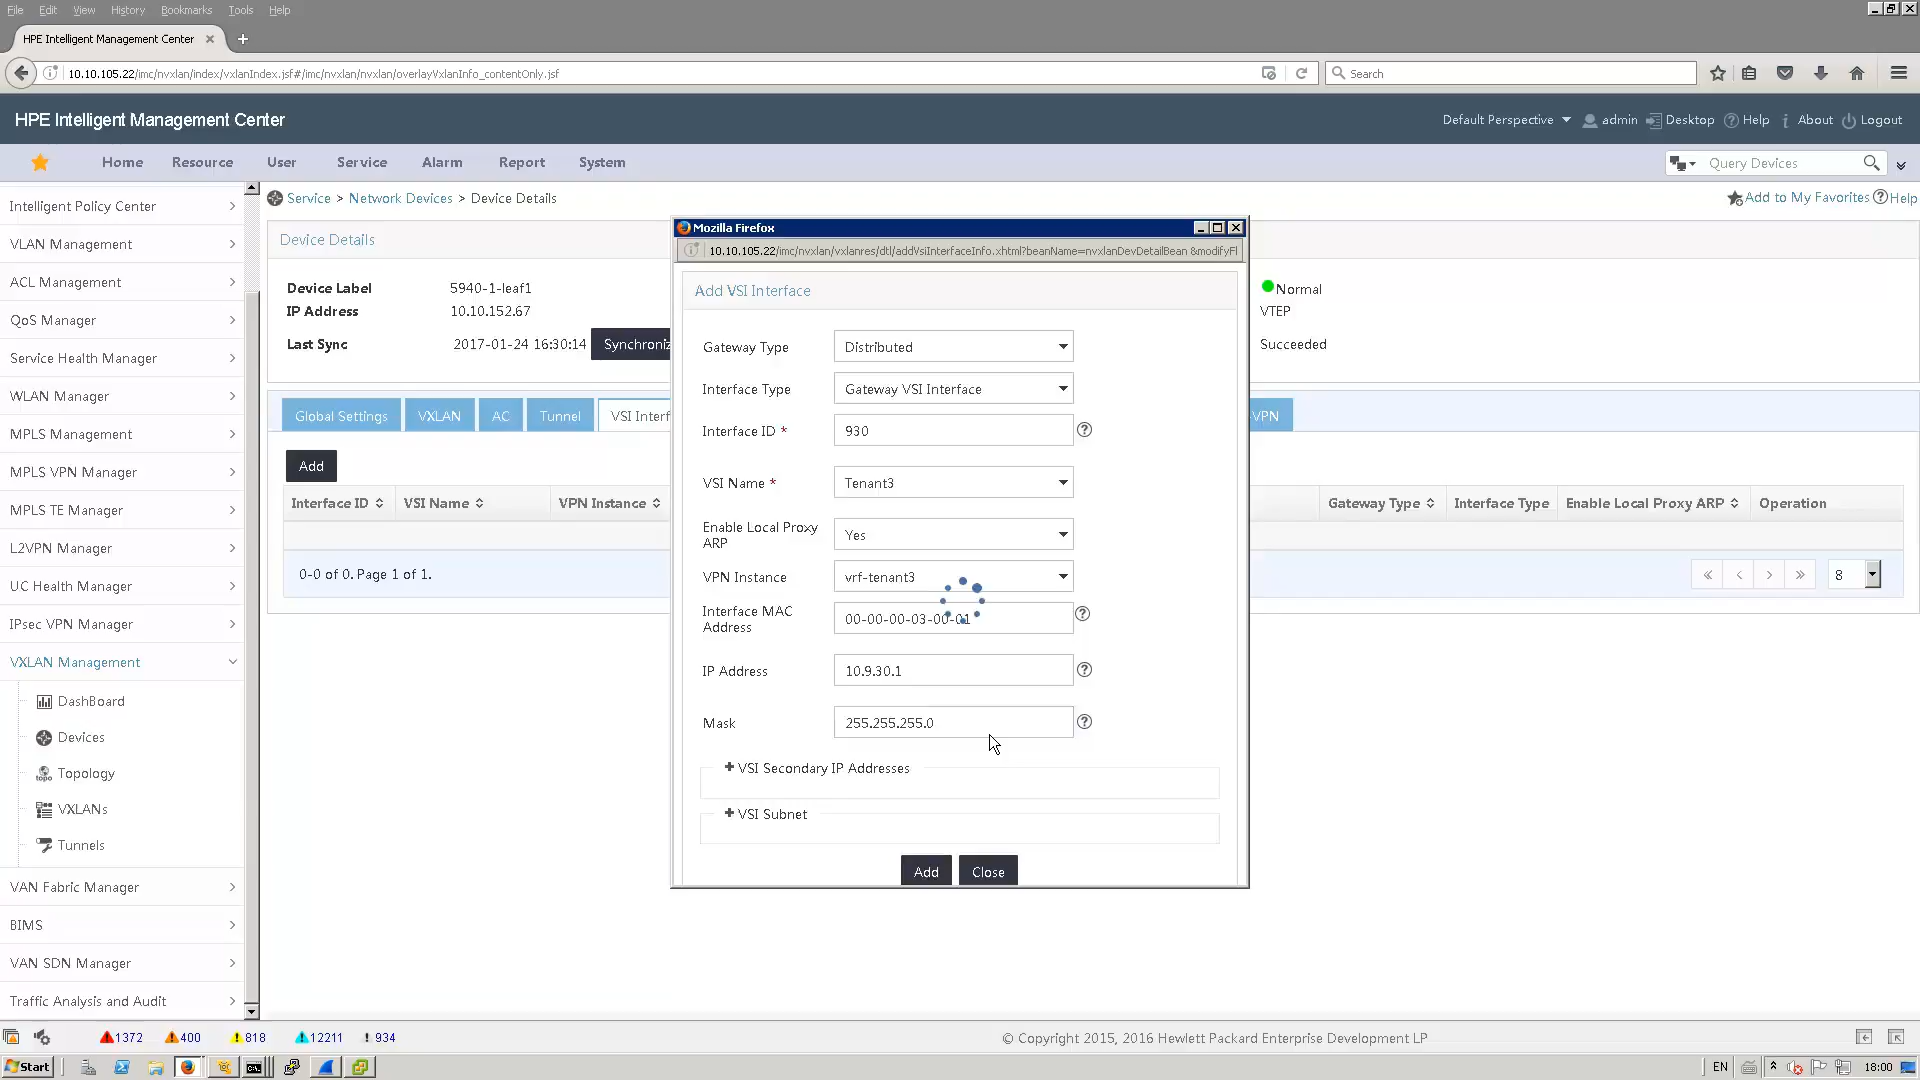 File Edit View History Bookmarks Tools Help
HPE Intelligent Management Center
10.10.105.22/imc/nvxlan/index/vxlanIndex.jsf#/imc/nvxlan/nvxlan/overlayVxlanInfo_contentOnly.jsf
Search
HPE Intelligent Management Center
Default Perspective admin Desktop Help About Logout
Home Resource User Service Alarm Report System
Query Devices
Intelligent Policy Center
VLAN Management
ACL Management
QoS Manager
Service Health Manager
WLAN Manager
MPLS Management
MPLS VPN Manager
MPLS TE Manager
L2VPN Manager
UC Health Manager
IPsec VPN Manager
VXLAN Management
DashBoard
Devices
Topology
VXLANs
Tunnels
VAN Fabric Manager
BIMS
VAN SDN Manager
Traffic Analysis and Audit
Service > Network Devices > Device Details
Add to My Favorites Help
Device Details
Device Label 5940-1-leaf1
Normal
IP Address 10.10.152.67
VTEP
Last Sync 2017-01-24 16:30:14 Synchroniz
Succeeded
Global Settings VXLAN AC Tunnel VSI Interf
VPN
Add
Interface ID VSI Name VPN Instance Gateway Type Interface Type Enable Local Proxy ARP Operation
0-0 of 0. Page 1 of 1.
« < > » 8
Mozilla Firefox
10.10.105.22/imc/nvxlan/vxlanres/dtl/addVsiInterfaceInfo.xhtml?beanName=nvxlanDevDetailBean &modifyFl
Add VSI Interface
Gateway Type Distributed
Interface Type Gateway VSI Interface
Interface ID * 930
VSI Name * Tenant3
Enable Local Proxy
ARP
Yes
VPN Instance vrf-tenant3
Interface MAC
Address
00-00-00-03-00-01
IP Address 10.9.30.1
Mask 255.255.255.0
+ VSI Secondary IP Addresses
+ VSI Subnet
Add Close
1372 400 818 12211 934
© Copyright 2015, 2016 Hewlett Packard Enterprise Development LP
Start
EN 18:00